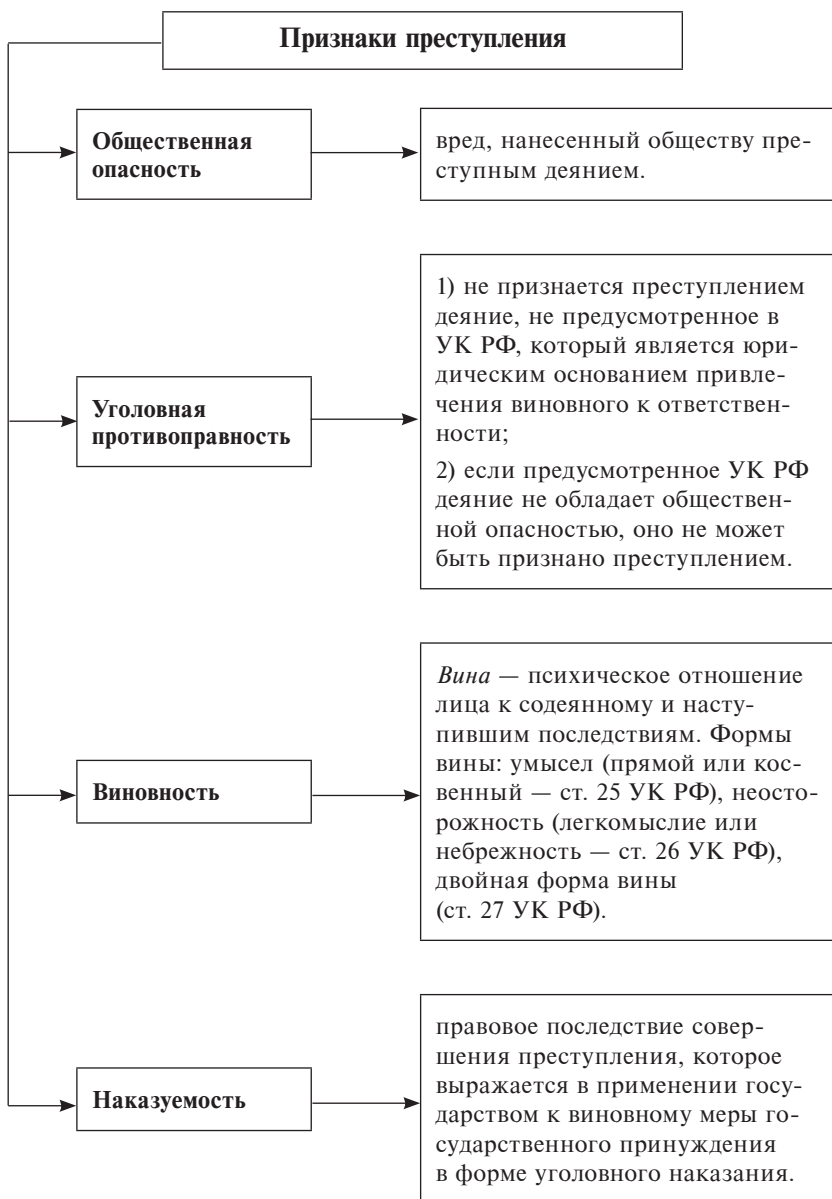 Признаки преступления
Общественная
опасность
вред, нанесенный обществу пре-
ступным деянием.
Уголовная
противоправность
1) не признается преступлением
деяние, не предусмотренное в
УК РФ, который является юри-
дическим основанием привле-
чения виновного к ответствен-
ности;
2) если предусмотренное УК РФ
деяние не обладает обществен-
ной опасностью, оно не может
быть признано преступлением.
Виновность
Вина — психическое отношение
лица к содеянному и насту-
пившим последствиям. Формы
вины: умысел (прямой или кос-
венный — ст. 25 УК РФ), неосто-
рожность (легкомыслие или
небрежность — ст. 26 УК РФ),
двойная форма вины
(ст. 27 УК РФ).
Наказуемость
правовое последствие совер-
шения преступления, которое
выражается в применении госу-
дарством к виновному меры го-
сударственного принуждения
в форме уголовного наказания.